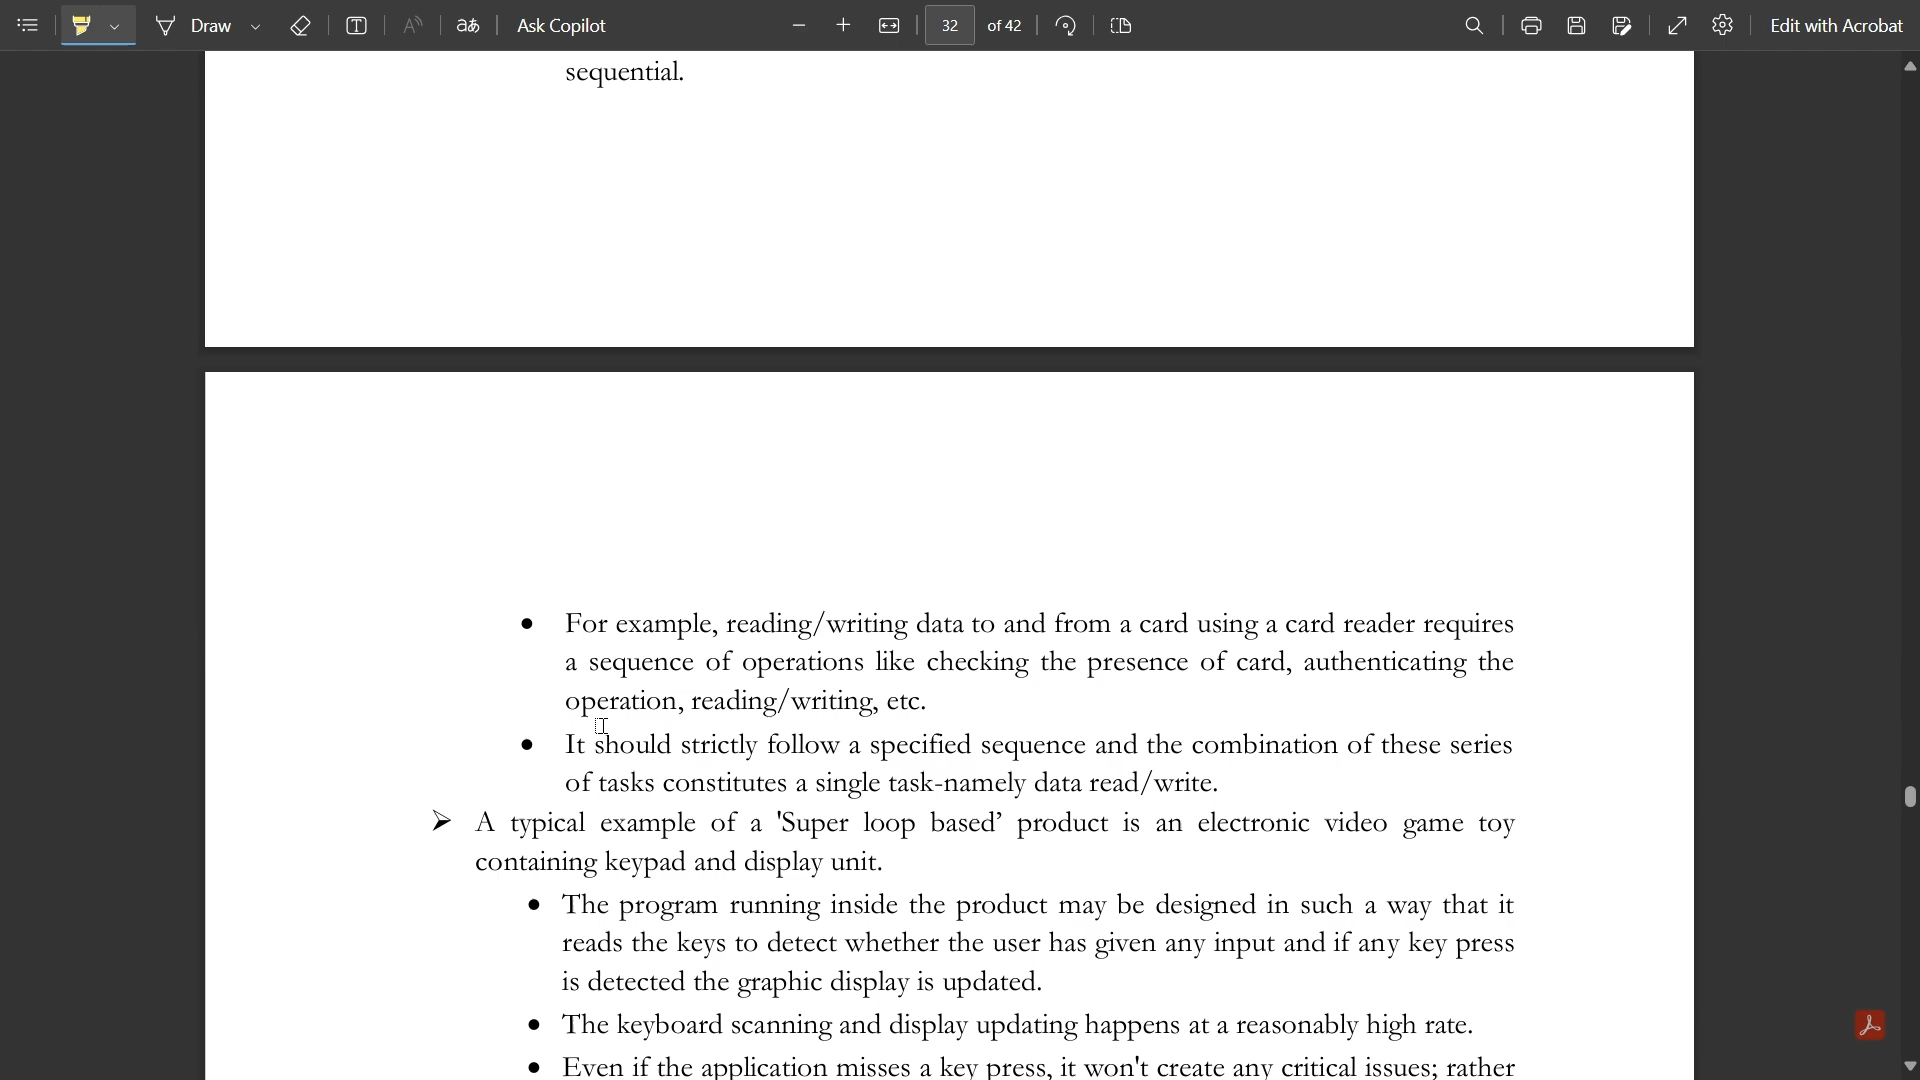 Draw
aあ
Ask Copilot
32 of 42
Edit with Acrobat
sequential.
• For example, reading/writing data to and from a card using a card reader requires
a sequence of operations like checking the presence of card, authenticating the
operation, reading/writing, etc.
• It should strictly follow a specified sequence and the combination of these series
of tasks constitutes a single task-namely data read/write.
➢ A typical example of a 'Super loop based’ product is an electronic video game toy
containing keypad and display unit.
• The program running inside the product may be designed in such a way that it
reads the keys to detect whether the user has given any input and if any key press
is detected the graphic display is updated.
• The keyboard scanning and display updating happens at a reasonably high rate.
• Even if the application misses a key press, it won't create any critical issues; rather